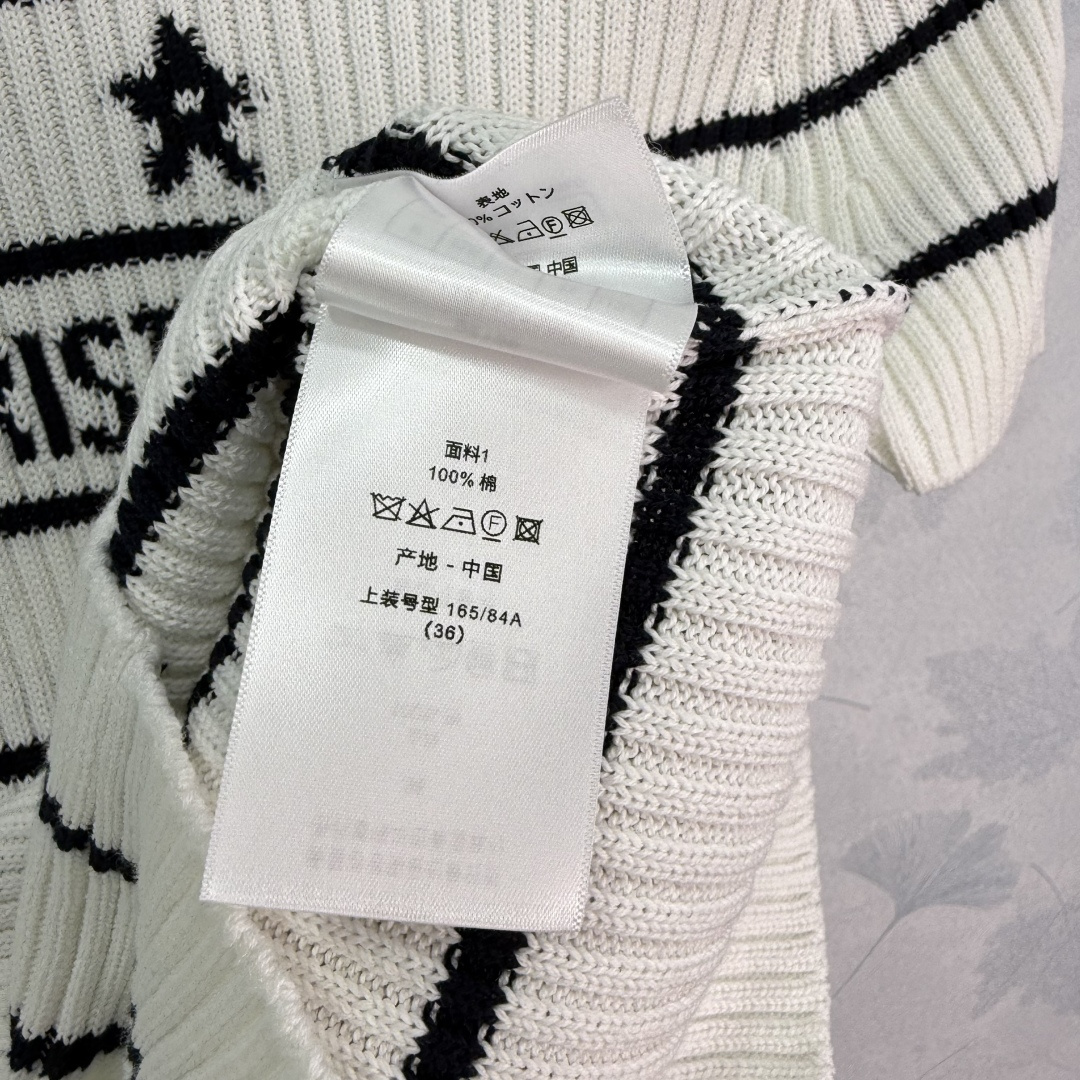 表地
% コットン
中国
NIST
面料1
100% 棉
F
产地 - 中国
上装号型 165/84A
(36)